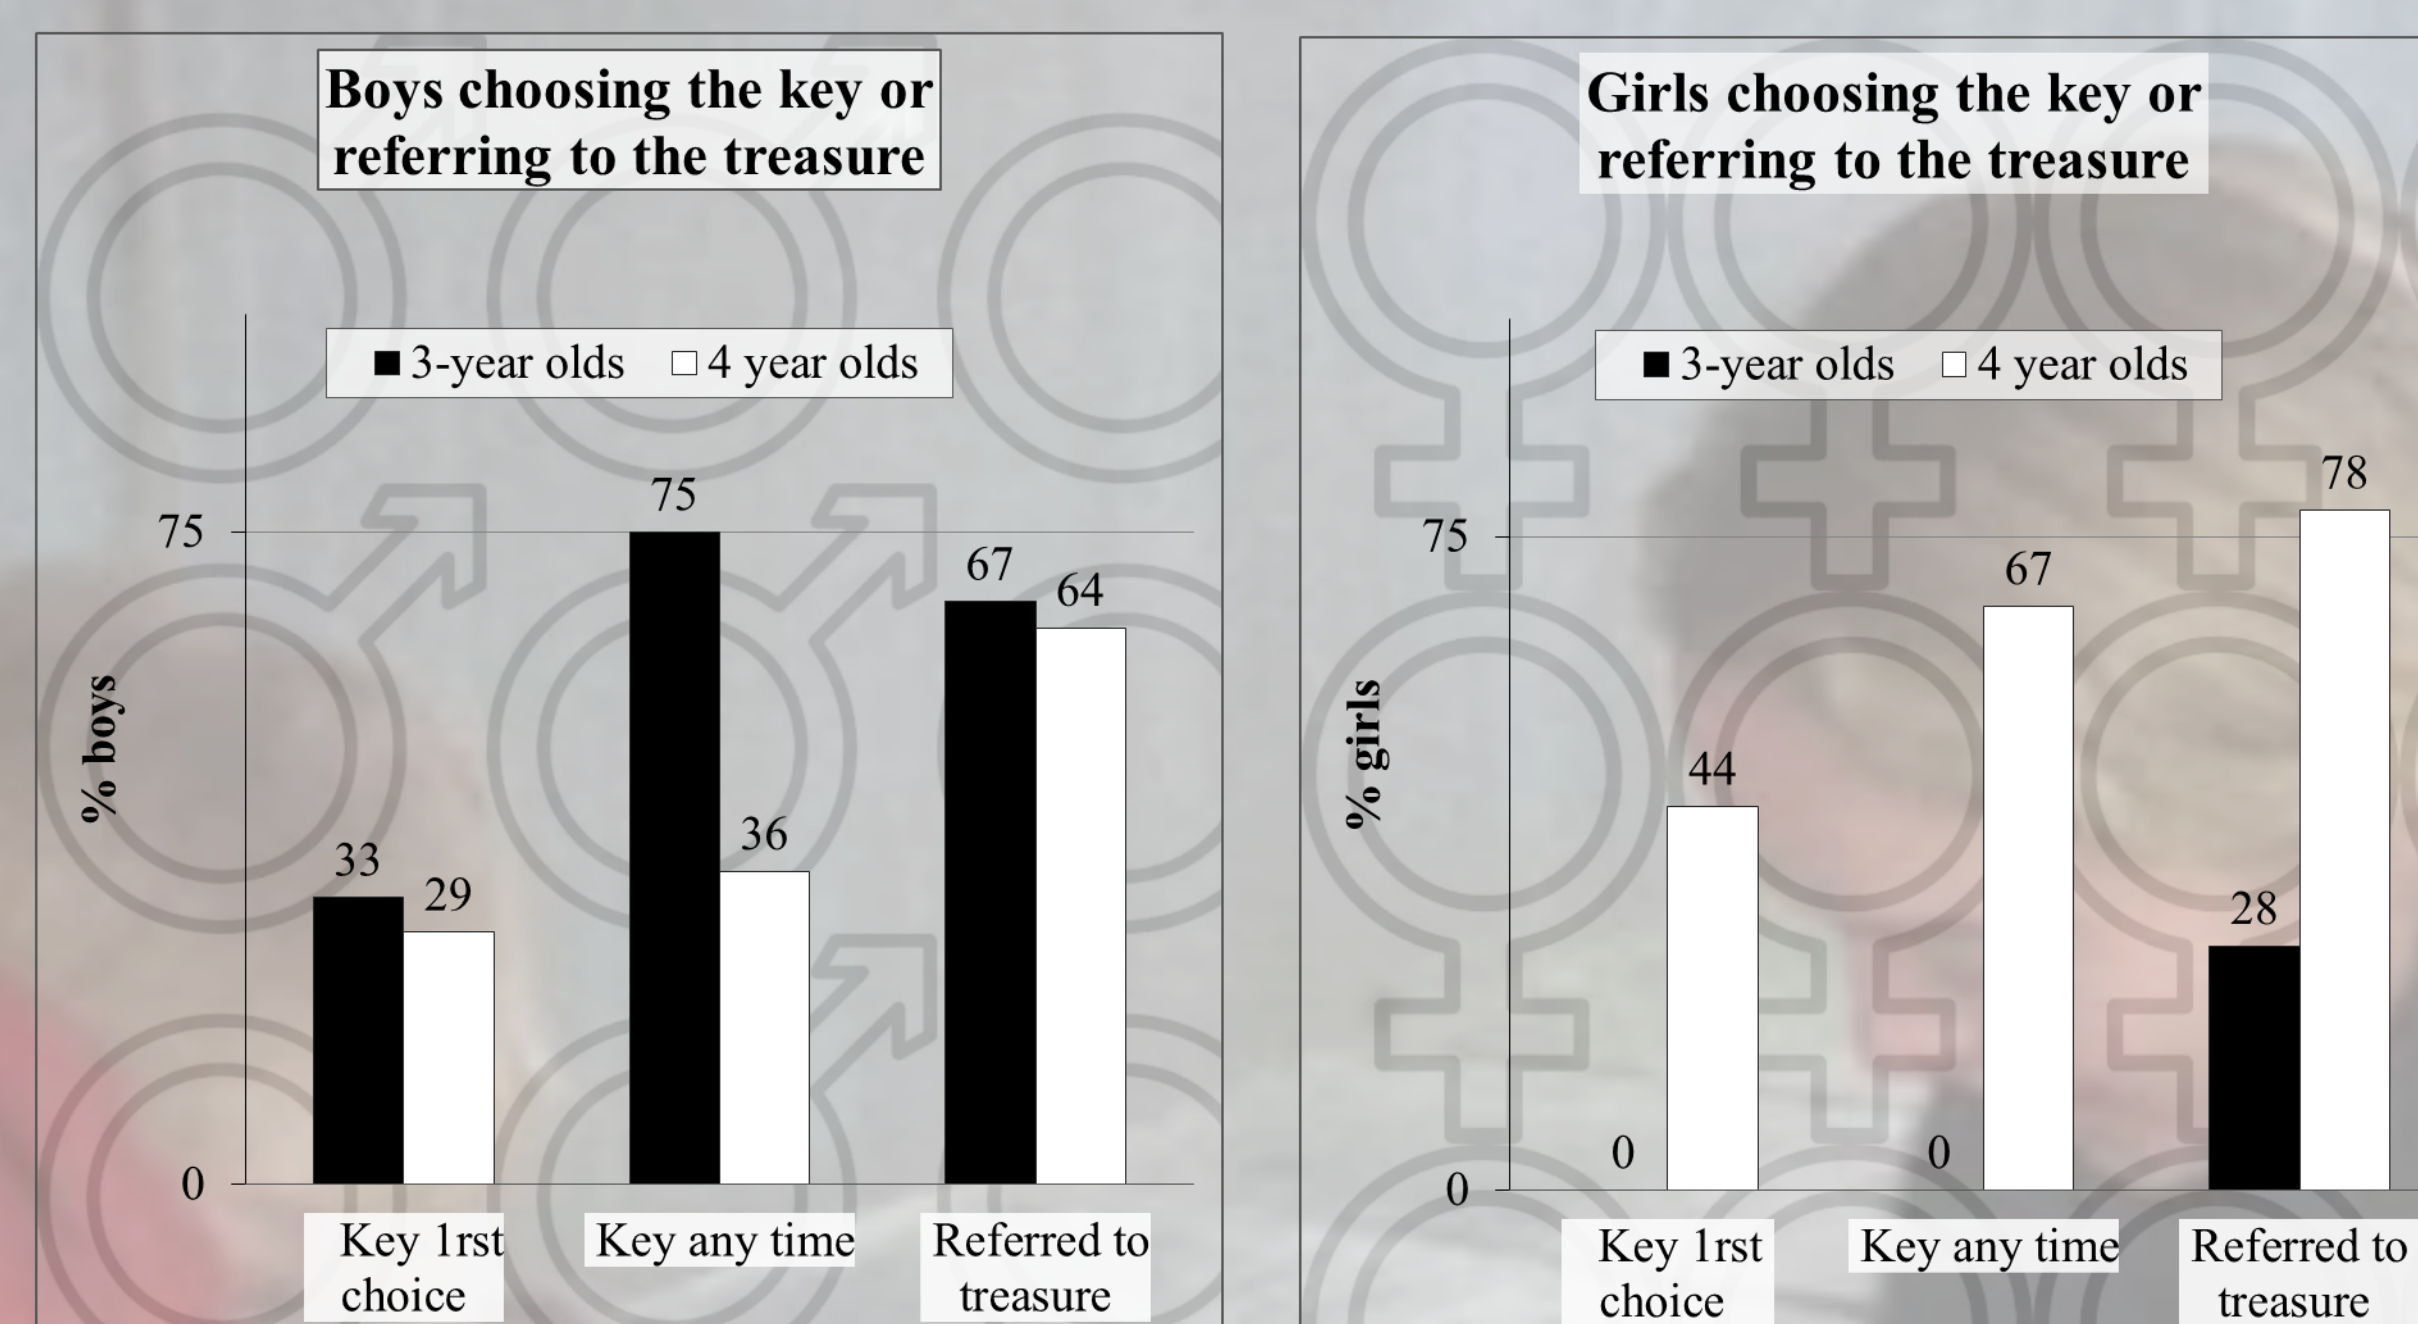 Boys choosing the key or
referring to the treasure
3-year olds 4 year olds
75
75
67
64
% boys
36
33
29
0
Key 1rst
choice
Key any time
Referred to
treasure
Girls choosing the key or
referring to the treasure
3-year olds 4 year olds
78
75
67
% girls
44
28
0
0
0
Key 1rst
choice
Key any time
Referred to
treasure